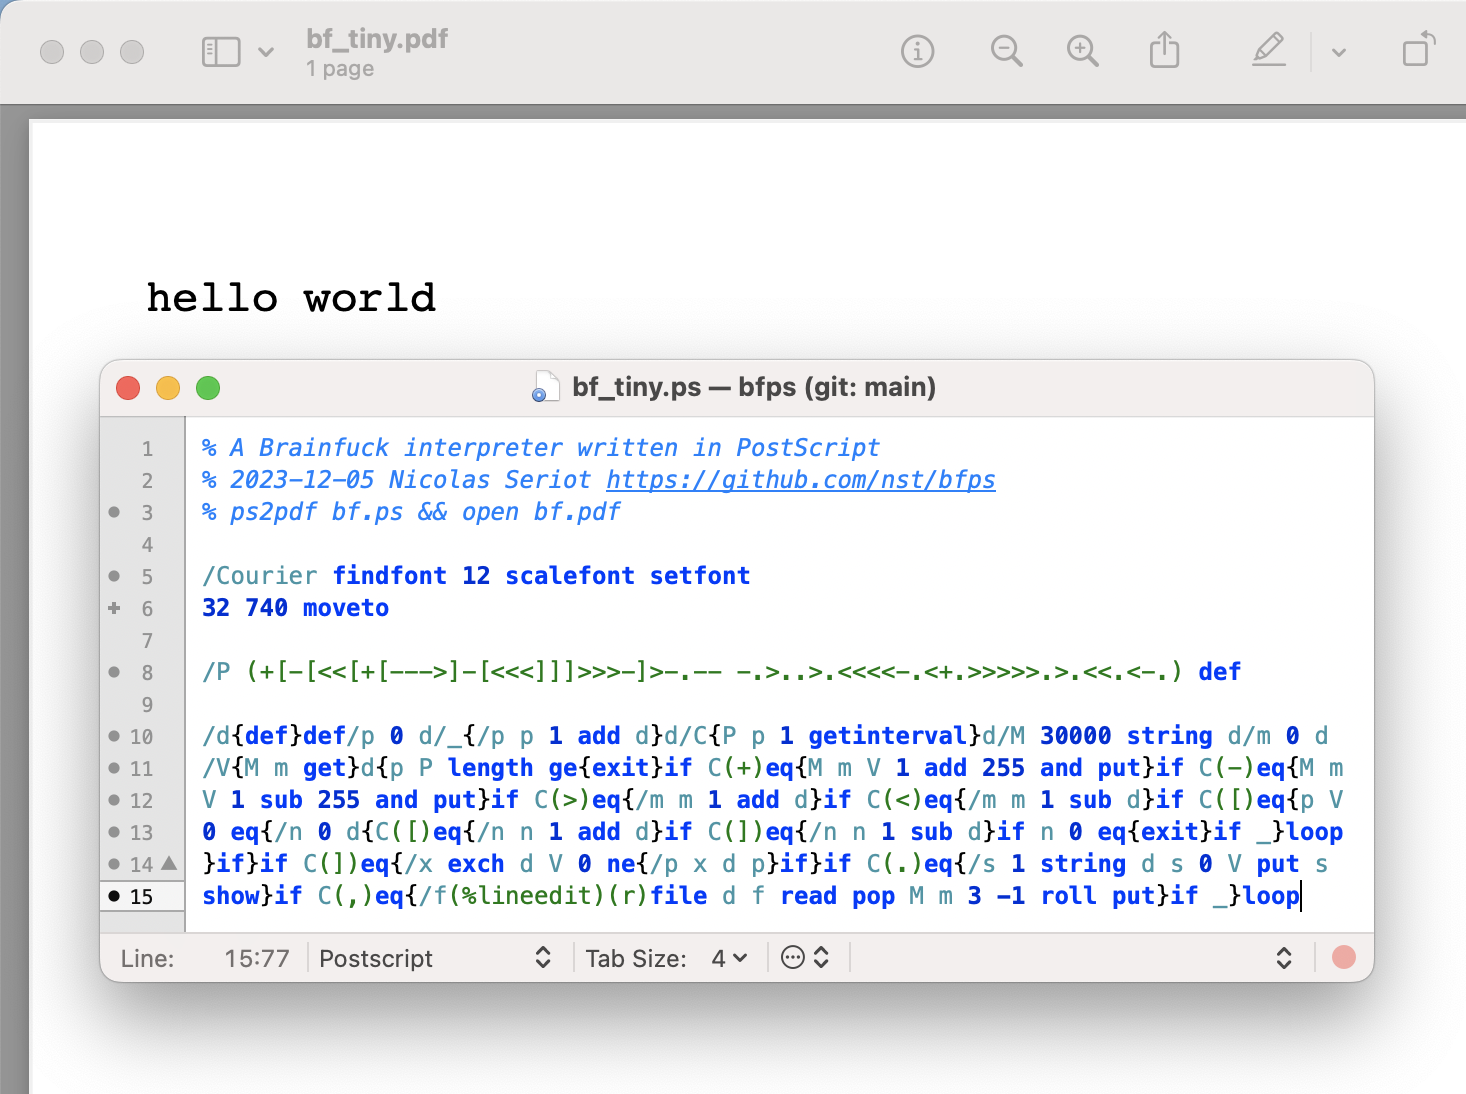 bf_tiny.pdf
1 page
hello world
bf_tiny.ps — bfps (git: main)
1 % A Brainfuck interpreter written in PostScript
2 % 2023-12-05 Nicolas Seriot https://github.com/nst/bfps
3 % ps2pdf bf.ps && open bf.pdf
4
5 /Courier findfont 12 scalefont setfont
6 32 740 moveto
7
8 /P (+[-[<<[+[--->]-[<<<]]]>>>-]>-.-- -.>..>.<<<<-.<+.>>>>>.>.<<.<-.) def
9
10 /d{def}def/p 0 d/_{/p p 1 add d}d/C{P p 1 getinterval}d/M 30000 string d/m 0 d
11 /V{M m get}d{p P length ge{exit}if C(+)eq{M m V 1 add 255 and put}if C(-)eq{M m
12 V 1 sub 255 and put}if C(>)eq{/m m 1 add d}if C(<)eq{/m m 1 sub d}if C([)eq{p V
13 0 eq{/n 0 d{C([)eq{/n n 1 add d}if C(])eq{/n n 1 sub d}if n 0 eq{exit}if _}loop
14 }if}if C(])eq{/x exch d V 0 ne{/p x d p}if}if C(.)eq{/s 1 string d s 0 V put s
15 show}if C(,)eq{/f(%lineedit)(r)file d f read pop M m 3 -1 roll put}if _}loop
Line: 15:77 Postscript Tab Size: 4